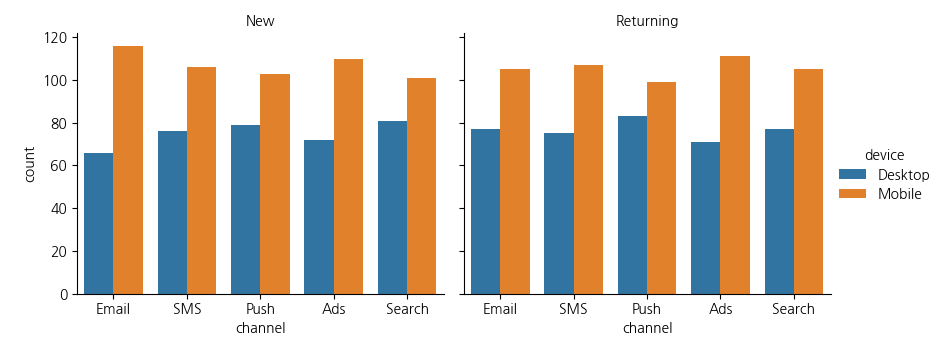 New
Returning
120
100
80
60
40
20
0
count
Email SMS Push Ads Search
channel
Email SMS Push Ads Search
channel
device
Desktop
Mobile